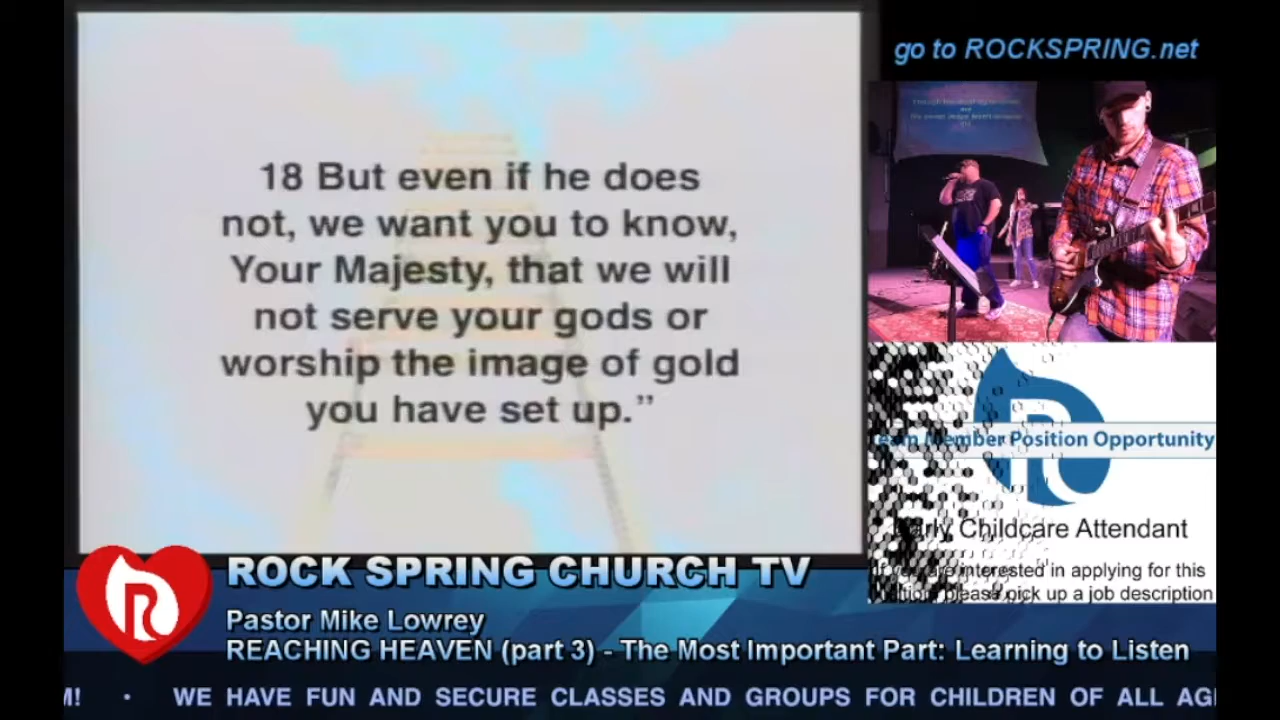 go to ROCKSPRING.net
18 But even if he does
not, we want you to know,
Your Majesty, that we will
not serve your gods or
worship the image of gold
you have set up.”
Member Position Opportunity
Childcare Attendant
interested in applying for this
please pick up a job description
R
ROCK SPRING CHURCH TV
Pastor Mike Lowrey
REACHING HEAVEN (part 3) - The Most Important Part: Learning to Listen
M! • WE HAVE FUN AND SECURE CLASSES AND GROUPS FOR CHILDREN OF ALL AG